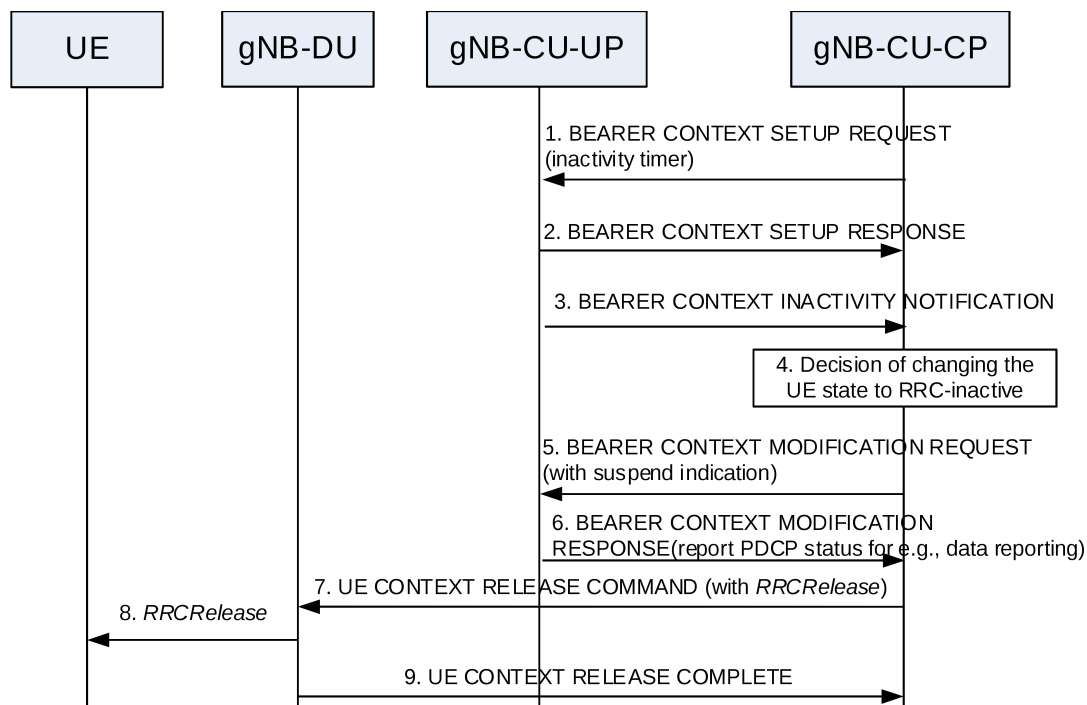 UE
gNB-DU
gNB-CU-UP
gNB-CU-CP
1. BEARER CONTEXT SETUP REQUEST
(inactivity timer)
2. BEARER CONTEXT SETUP RESPONSE
3. BEARER CONTEXT INACTIVITY NOTIFICATION
4. Decision of changing the
UE state to RRC-inactive
5. BEARER CONTEXT MODIFICATION REQUEST
(with suspend indication)
6. BEARER CONTEXT MODIFICATION
RESPONSE(report PDCP status for e.g., data reporting)
7. UE CONTEXT RELEASE COMMAND (with RRCRelease)
8. RRCRelease
9. UE CONTEXT RELEASE COMPLETE